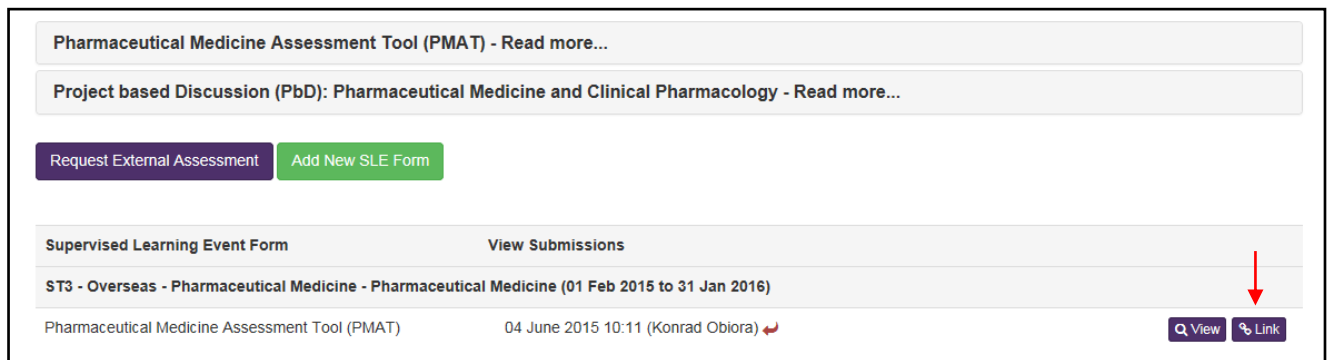 Pharmaceutical Medicine Assessment Tool (PMAT) - Read more...
Project based Discussion (PbD): Pharmaceutical Medicine and Clinical Pharmacology - Read more...
Request External Assessment Add New SLE Form
Supervised Learning Event Form View Submissions
ST3 - Overseas - Pharmaceutical Medicine - Pharmaceutical Medicine (01 Feb 2015 to 31 Jan 2016)
Pharmaceutical Medicine Assessment Tool (PMAT) 04 June 2015 10:11 (Konrad Obiora) View Link